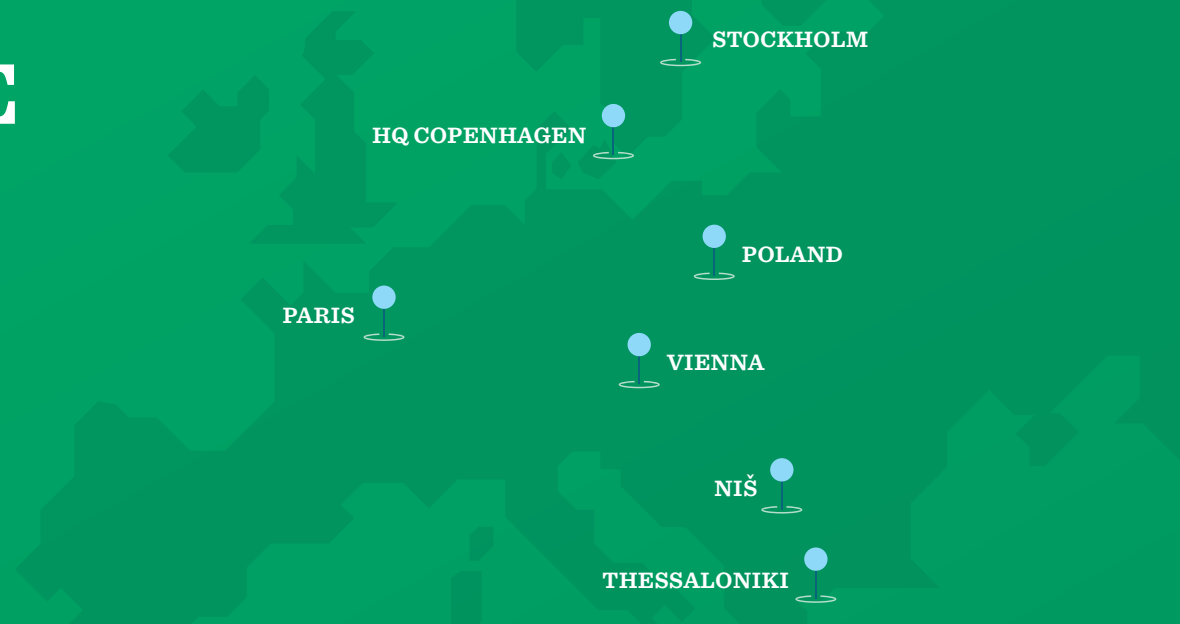 STOCKHOLM
HQ COPENHAGEN
POLAND
PARIS
VIENNA
NIŠ
THESSALONIKI